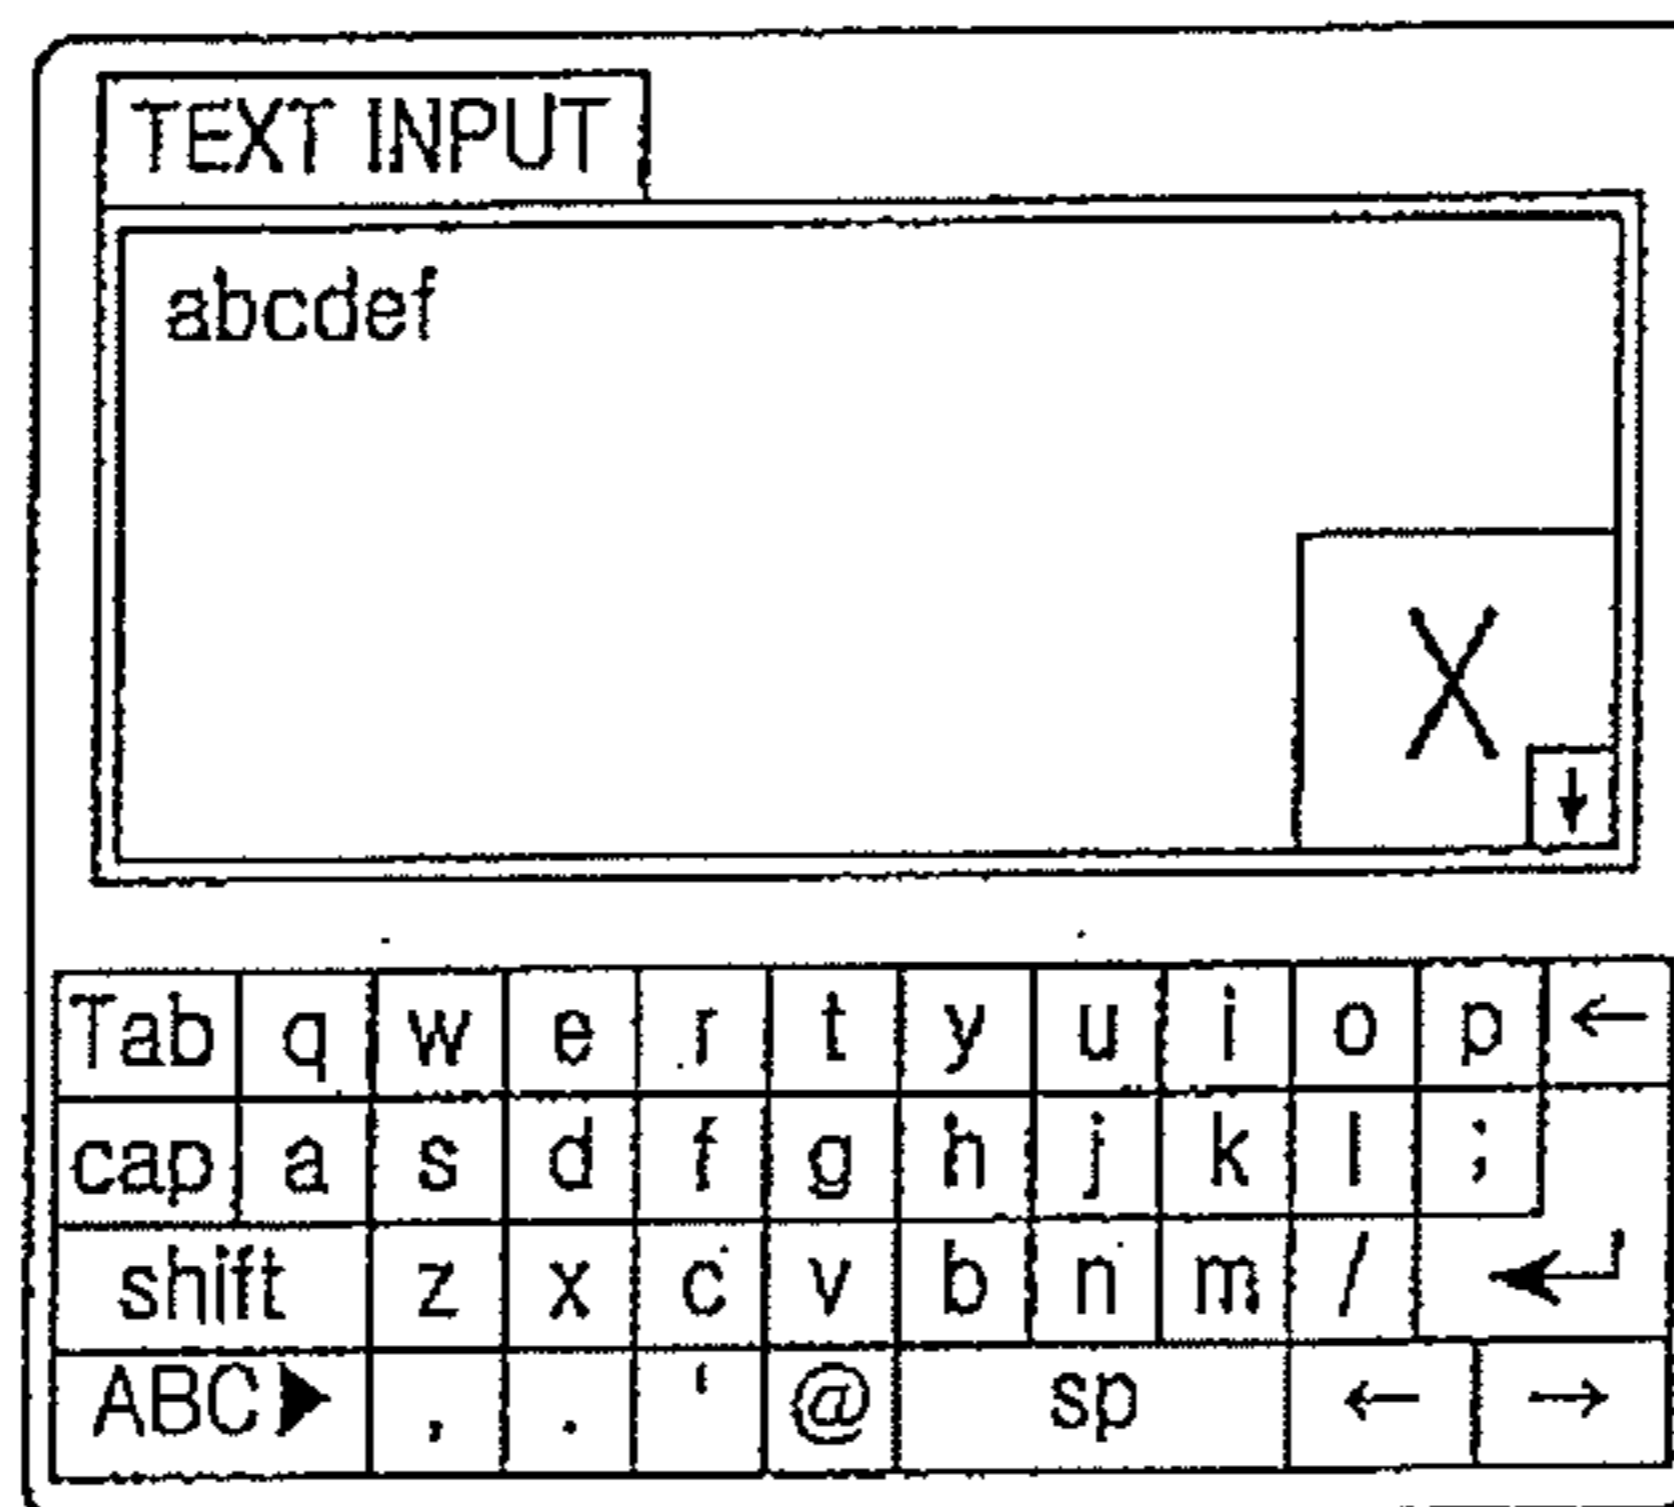 TEXT INPUT
abcdef
X
↓
Tab q w e r t y u i o p ←
cap a s d f g h j k l ;
shift z x c v b n m / ↵
ABC▶ , . ‘ @ sp ← →